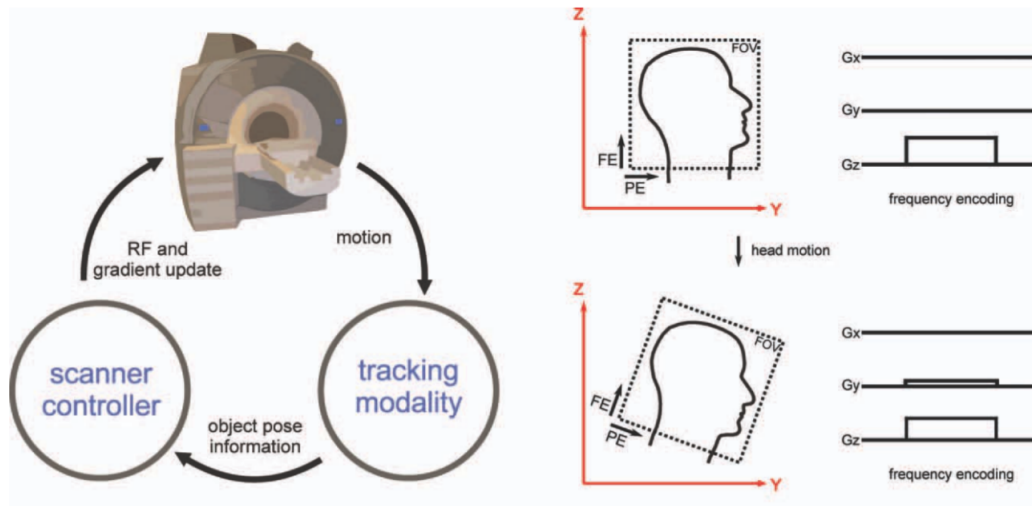 motion
RF and
gradient update
scanner
controller
tracking
modality
object pose
information
Z
FOV
FE
PE
Y
Gx
Gy
Gz
frequency encoding
head motion
Z
FOV
FE
PE
Y
Gx
Gy
Gz
frequency encoding